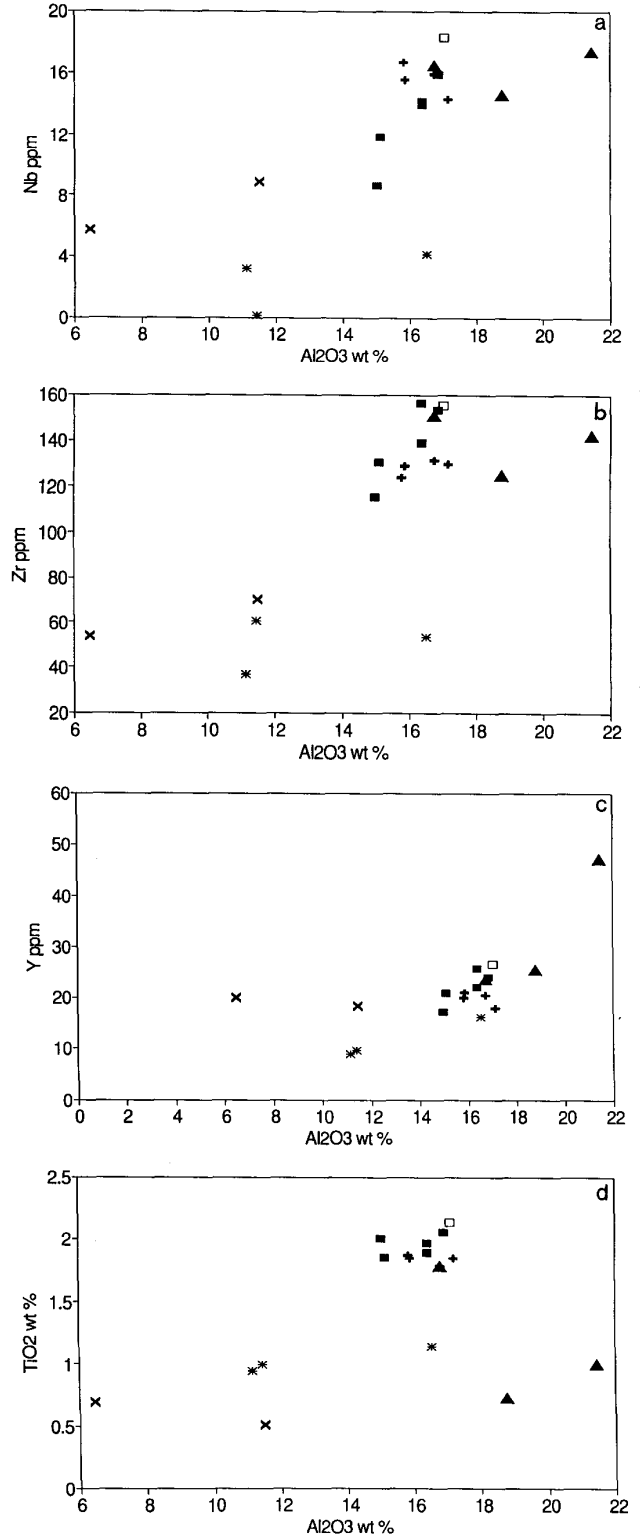 a
20
16
12
8
4
0
Nb ppm
6 8 10 12 14 16 18 20 22
Al2O3 wt %
b
160
140
120
100
80
60
40
20
Zr ppm
6 8 10 12 14 16 18 20 22
Al2O3 wt %
c
60
50
40
30
20
10
0
Y ppm
0 2 4 6 8 10 12 14 16 18 20 22
Al2O3 wt %
d
2.5
2
1.5
1
0.5
0
TiO2 wt %
6 8 10 12 14 16 18 20 22
Al2O3 wt %